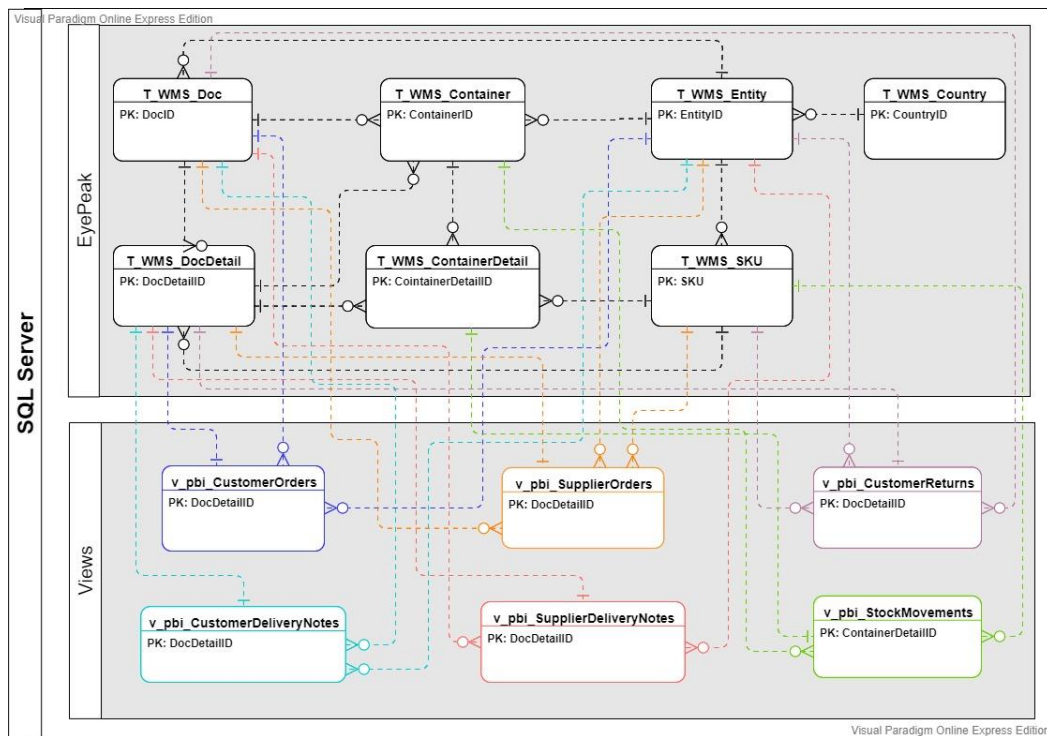 Visual Paradigm Online Express Edition
SQL Server
EyePeak
T_WMS_Doc
PK: DocID
T_WMS_Container
PK: ContainerID
T_WMS_Entity
PK: EntityID
T_WMS_Country
PK: CountryID
T_WMS_DocDetail
PK: DocDetailID
T_WMS_ContainerDetail
PK: CointainerDetailID
T_WMS_SKU
PK: SKU
Views
v_pbi_CustomerOrders
PK: DocDetailID
v_pbi_SupplierOrders
PK: DocDetailID
v_pbi_CustomerReturns
PK: DocDetailID
v_pbi_CustomerDeliveryNotes
PK: DocDetailID
v_pbi_SupplierDeliveryNotes
PK: DocDetailID
v_pbi_StockMovements
PK: ContainerDetailID
Visual Paradigm Online Express Edition